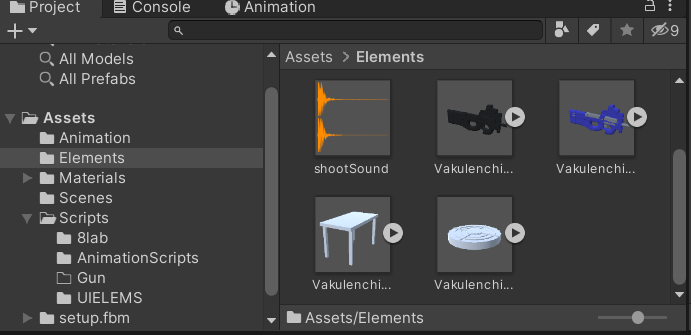 Project Console Animation
9
All Models
All Prefabs
Assets > Elements
Assets
Animation
Elements
Materials
Scenes
Scripts
8lab
AnimationScripts
Gun
UIELEMS
setup.fbm
shootSound Vakulenchi... Vakulenchi...
Vakulenchi... Vakulenchi...
Assets/Elements